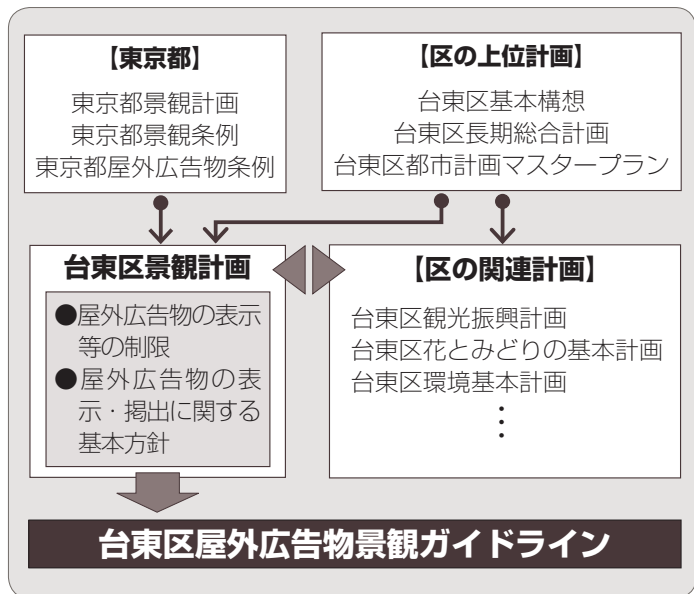 【東京都】
東京都景観計画
東京都景観条例
東京都屋外広告物条例
【区の上位計画】
台東区基本構想
台東区長期総合計画
台東区都市計画マスタープラン
台東区景観計画
●屋外広告物の表示
等の制限
●屋外広告物の表
示・掲出に関する
基本方針
【区の関連計画】
台東区観光振興計画
台東区花とみどりの基本計画
台東区環境基本計画
⋮
台東区屋外広告物景観ガイドライン